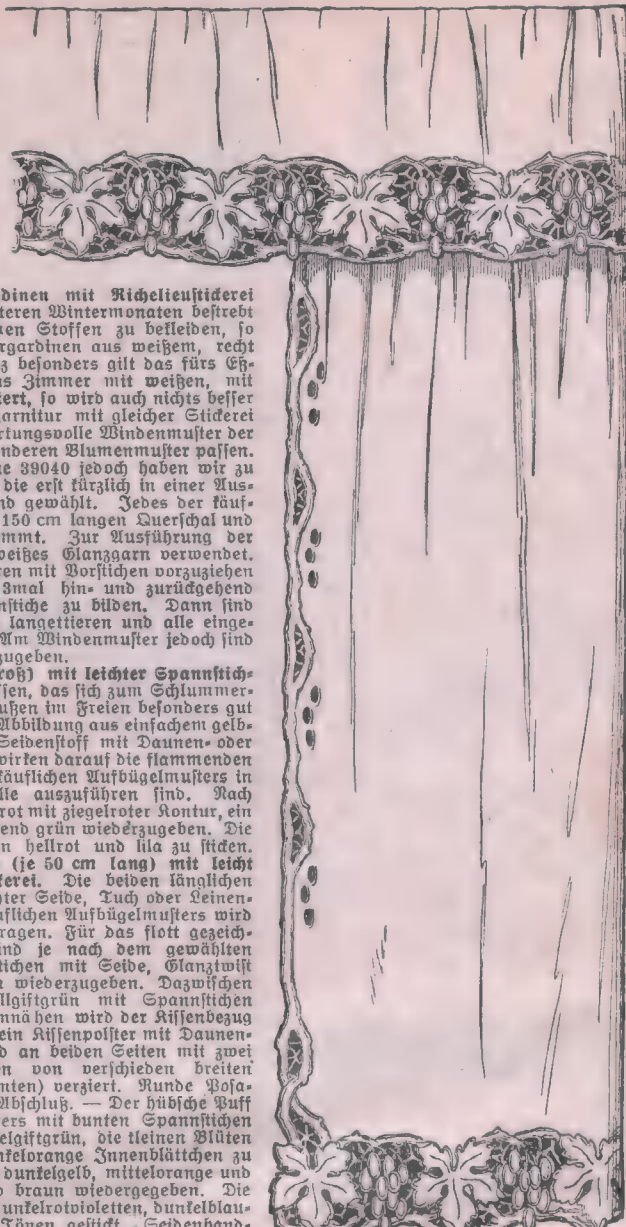 dinen mit Richelieustickerei
teren Wintermonaten bestrebt
en Stoffen zu bekleiden, so
rgardinen aus weißem, recht
z besonders gilt das fürs Eß-
s Zimmer mit weißen, mit
iert, so wird auch nichts besser
arnitur mit gleicher Stickerei
rtungsvolle Windenmuster der
nderen Blumenmuster passen.
e 39040 jedoch haben wir zu
die erst kürzlich in einer Aus-
nd gewählt. Jedes der käuf-
150 cm langen Querschal und
mmt. Zur Ausführung der
weißes Glanzgarn verwendet.
ren mit Vorstichen vorzuziehen
3mal hin- und zurückgehend
nstiche zu bilden. Dann sind
langettieren und alle einge-
Am Windenmuster jedoch sind
zugeben.
roß) mit leichter Spannstich-
ssen, das sich zum Schlummer-
ußen im Freien besonders gut
Abbildung aus einfachem gelb-
Seidenstoff mit Daunen- oder
wirken darauf die flammenden
käuflichen Aufbügelmusters in
lle auszuführen sind. Nach
rot mit ziegelroter Kontur, ein
end grün wiederzugeben. Die
n hellrot und lila zu sticken.
(je 50 cm lang) mit leicht
kerei. Die beiden länglichen
ter Seide, Tuch oder Leinen-
uflichen Aufbügelmusters wird
ragen. Für das flott gezeich-
ind je nach dem gewählten
tichen mit Seide, Glanztwist
n wiederzugeben. Dazwischen
llgiftgrün mit Spannstichen
nnähen wird der Kissenbezug
ein Kissenpolster mit Daunen-
d an beiden Seiten mit zwei
en von verschieden breiten
nten) verziert. Runde Posa-
Abschluß. — Der hübsche Puff
ers mit bunten Spannstichen
elgiftgrün, die kleinen Blüten
nkelorange Innenblättchen zu
dunkelgelb, mittelorange und
b braun wiedergegeben. Die
unkelrotvioletten, dunkelblau-
Tönen gestickt. Seidenband-